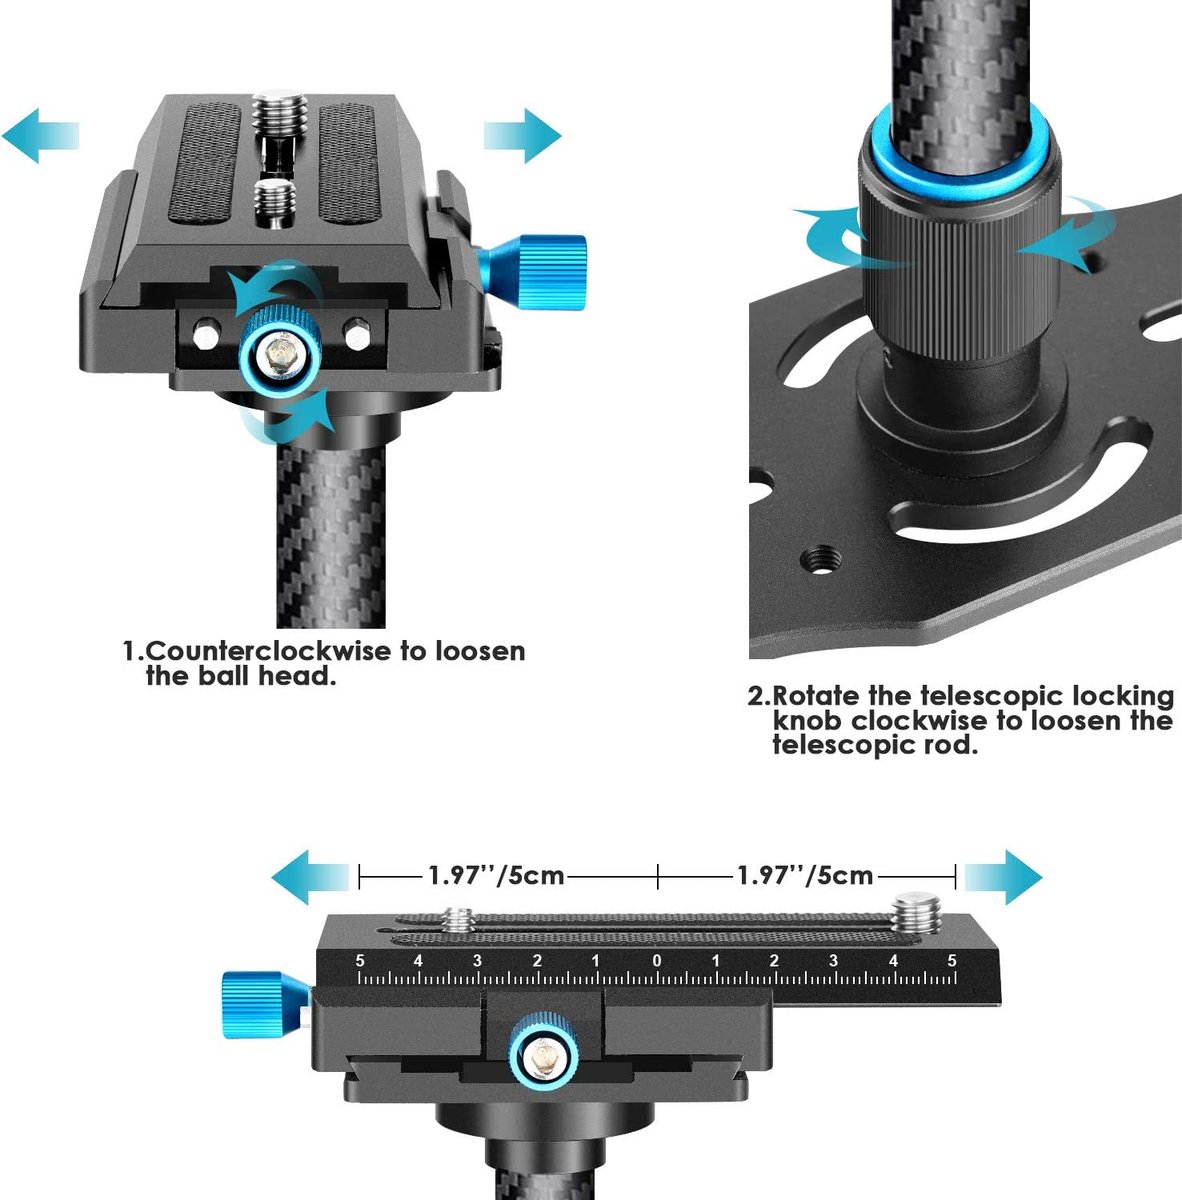 1.Counterclockwise to loosen
the ball head.
2.Rotate the telescopic locking
knob clockwise to loosen the
telescopic rod.
1.97’’/5cm 1.97’’/5cm
5 4 3 2 1 0 1 2 3 4 5